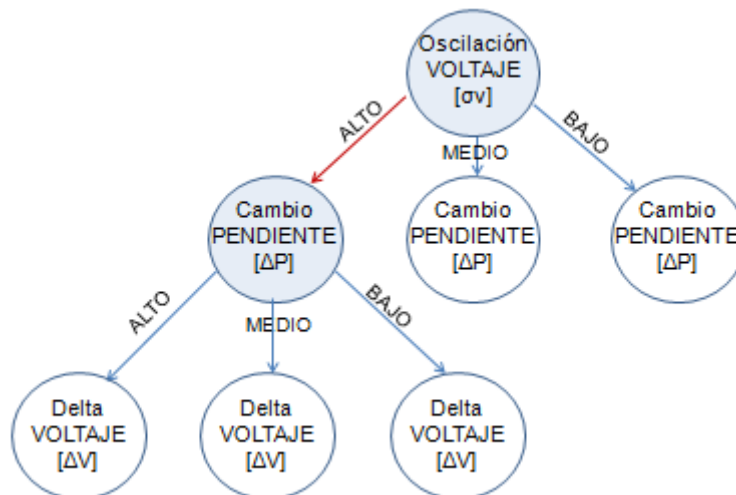 Oscilación
VOLTAJE
[σv]
ALTO
MEDIO
BAJO
Cambio
PENDIENTE
[ΔP]
Cambio
PENDIENTE
[ΔP]
Cambio
PENDIENTE
[ΔP]
ALTO
MEDIO
BAJO
Delta
VOLTAJE
[ΔV]
Delta
VOLTAJE
[ΔV]
Delta
VOLTAJE
[ΔV]